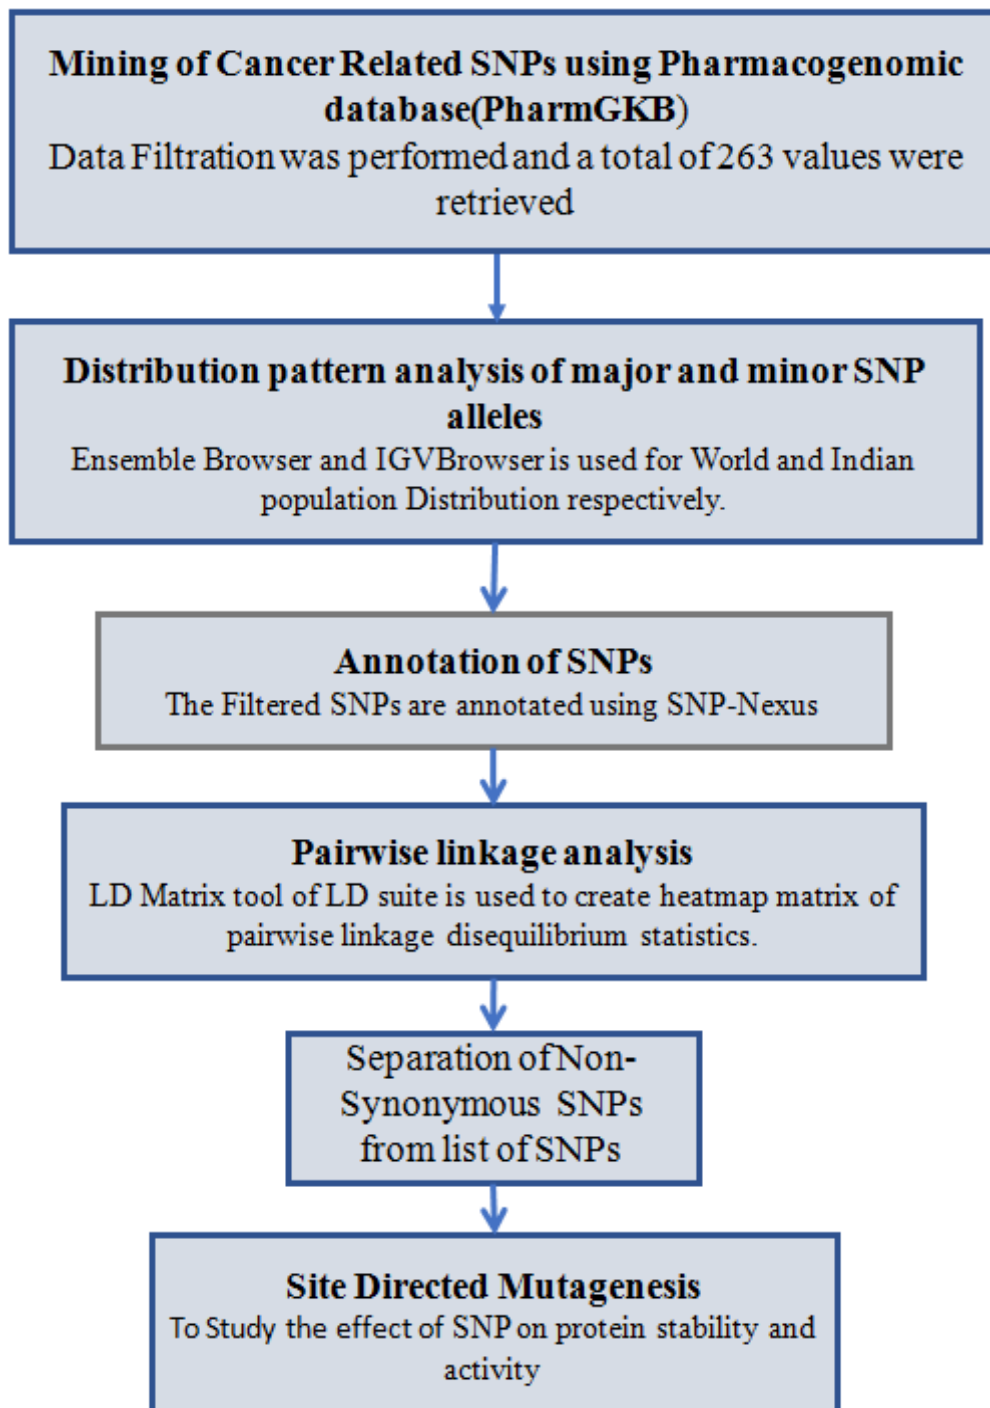 Mining of Cancer Related SNPs using Pharmacogenomic
database(PharmGKB)
Data Filtration was performed and a total of 263 values were
retrieved
Distribution pattern analysis of major and minor SNP
alleles
Ensemble Browser and IGVBrowser is used for World and Indian
population Distribution respectively.
Annotation of SNPs
The Filtered SNPs are annotated using SNP-Nexus
Pairwise linkage analysis
LD Matrix tool of LD suite is used to create heatmap matrix of
pairwise linkage disequilibrium statistics.
Separation of Non-
Synonymous SNPs
from list of SNPs
Site Directed Mutagenesis
To Study the effect of SNP on protein stability and
activity